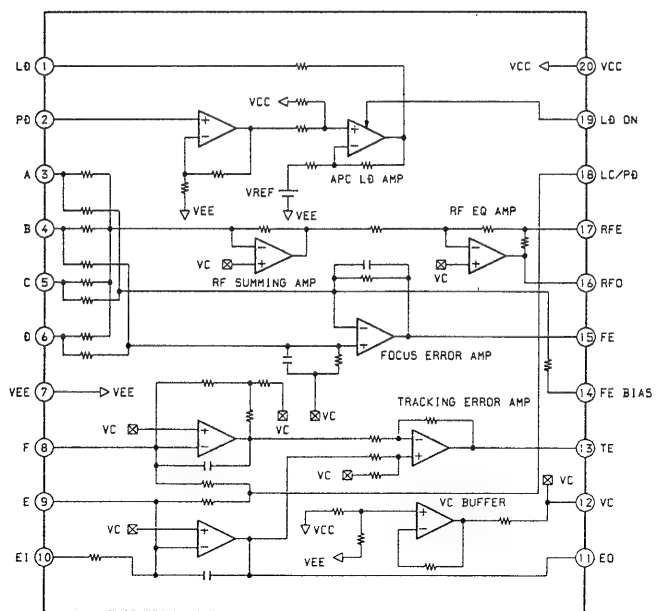 LD 1
20 VCC
VCC
VCC
PD 2
19 LD ON
A 3
18 LC/PD
APC LD AMP
VREF
VEE
VEE
RF EQ AMP
B 4
17 RFE
VC
VC
RF SUMMING AMP
C 5
16 RFO
D 6
15 FE
FOCUS ERROR AMP
VEE 7
VEE
14 FE BIAS
TRACKING ERROR AMP
VC
VC
VC
F 8
13 TE
VC
VC
E 9
VC BUFFER
12 VC
VC
VCC
VEE
EI 10
11 EO